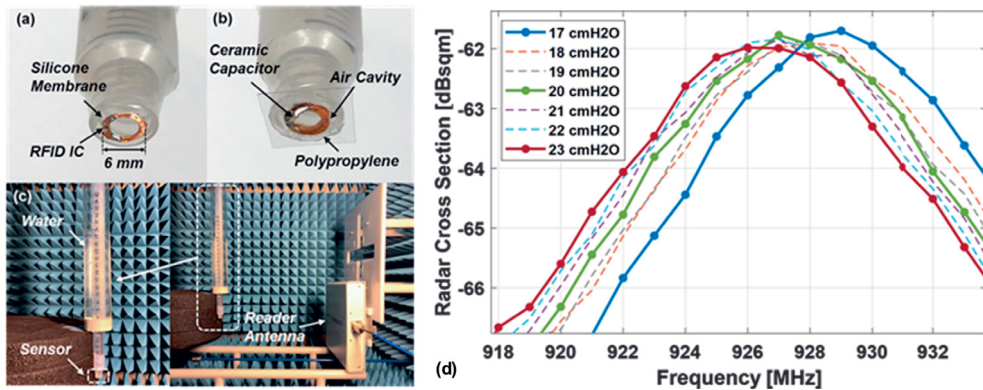 (a)
Silicone
Membrane
RFID IC
6 mm
(b)
Ceramic
Capacitor
Air Cavity
Polypropylene
(c)
Water
Sensor
Reader
Antenna
Radar Cross Section [dBsqm]
-62
-63
-64
-65
-66
17 cmH2O
18 cmH2O
19 cmH2O
20 cmH2O
21 cmH2O
22 cmH2O
23 cmH2O
918 920 922 924 926 928 930 932
(d)
Frequency [MHz]